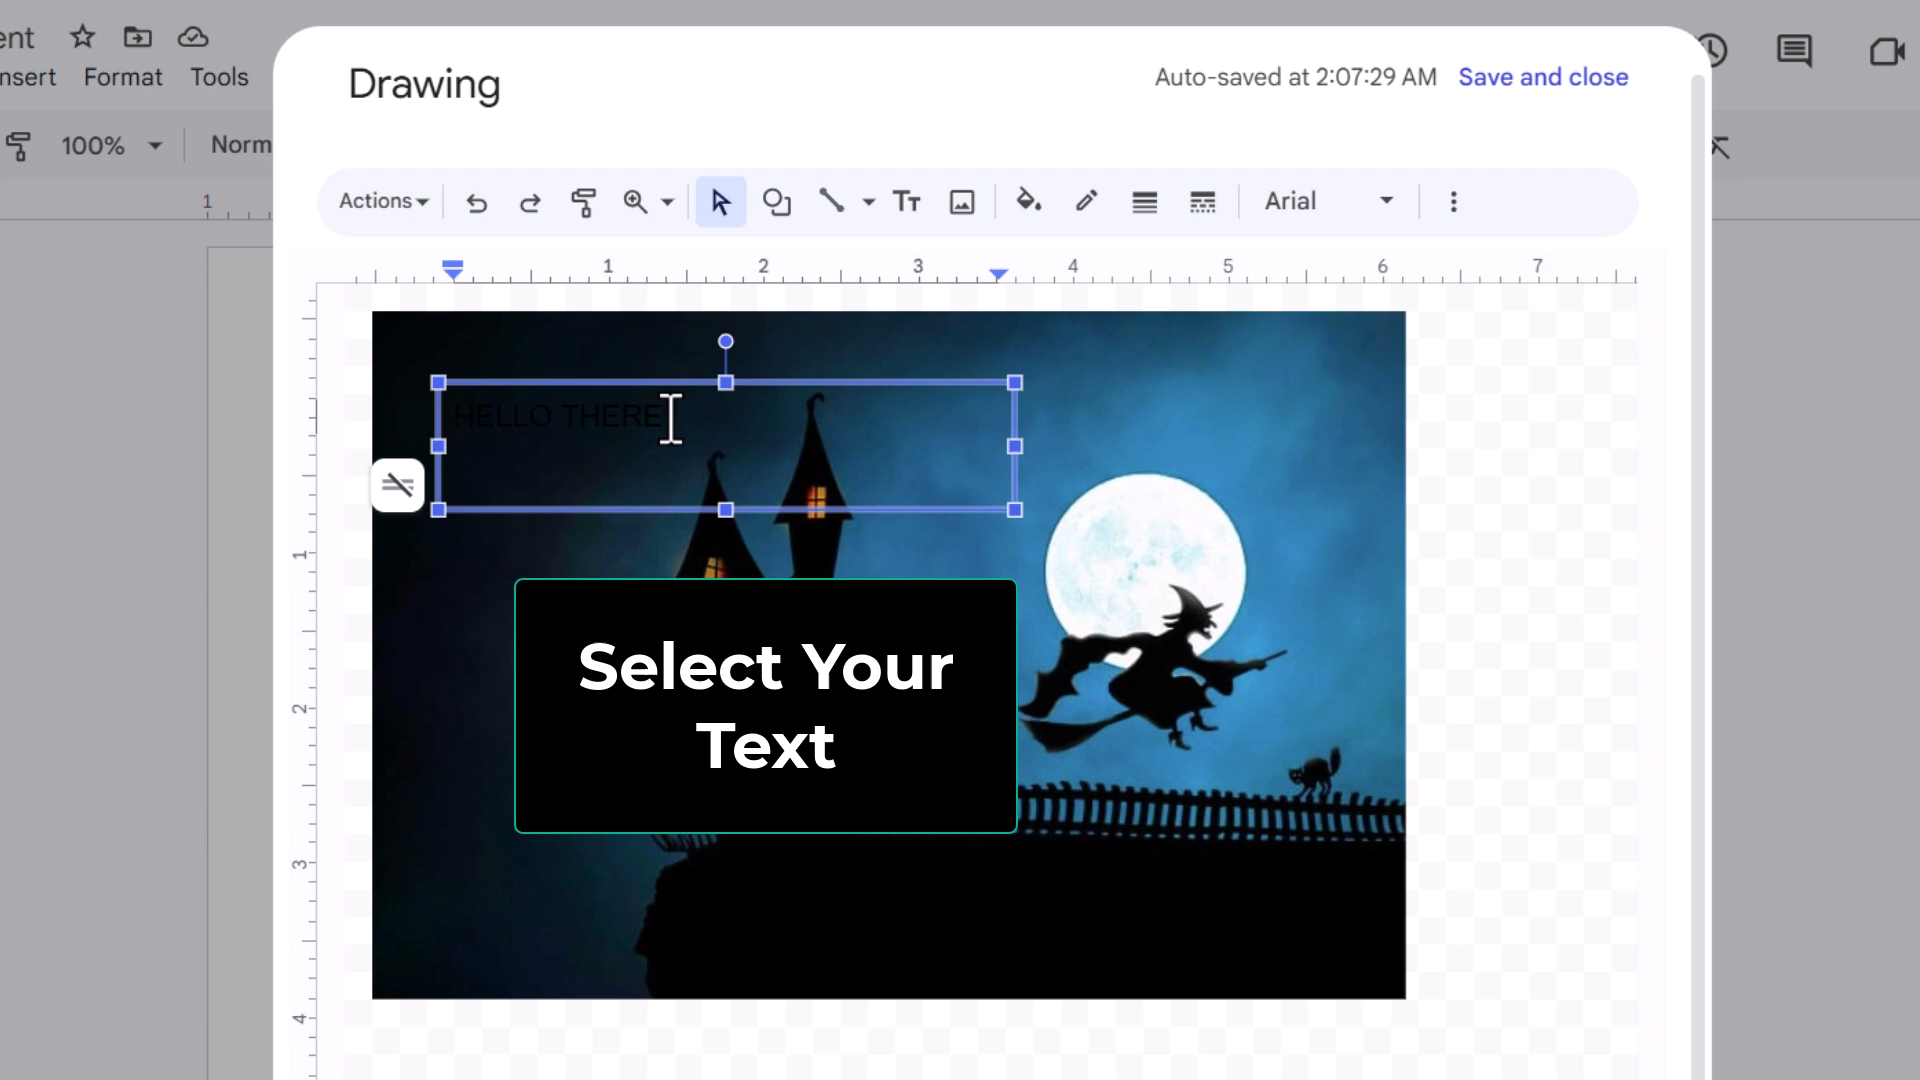 ent
nsert Format Tools
100% Norm
1
Drawing
Auto-saved at 2:07:29 AM Save and close
Actions Arial
1 2 3 4 5 6 7
HELLO THERE
Select Your
Text
1
2
3
4